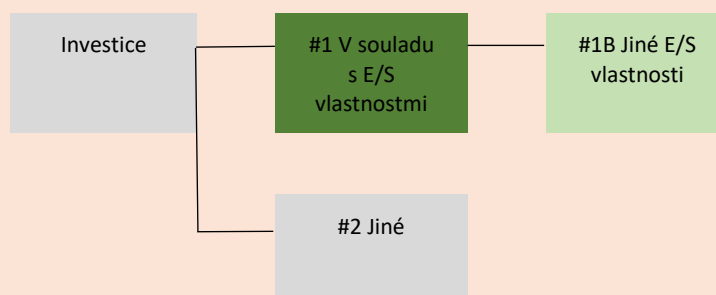 Investice
#1 V souladu
s E/S
vlastnostmi
#1B Jiné E/S
vlastnosti
#2 Jiné